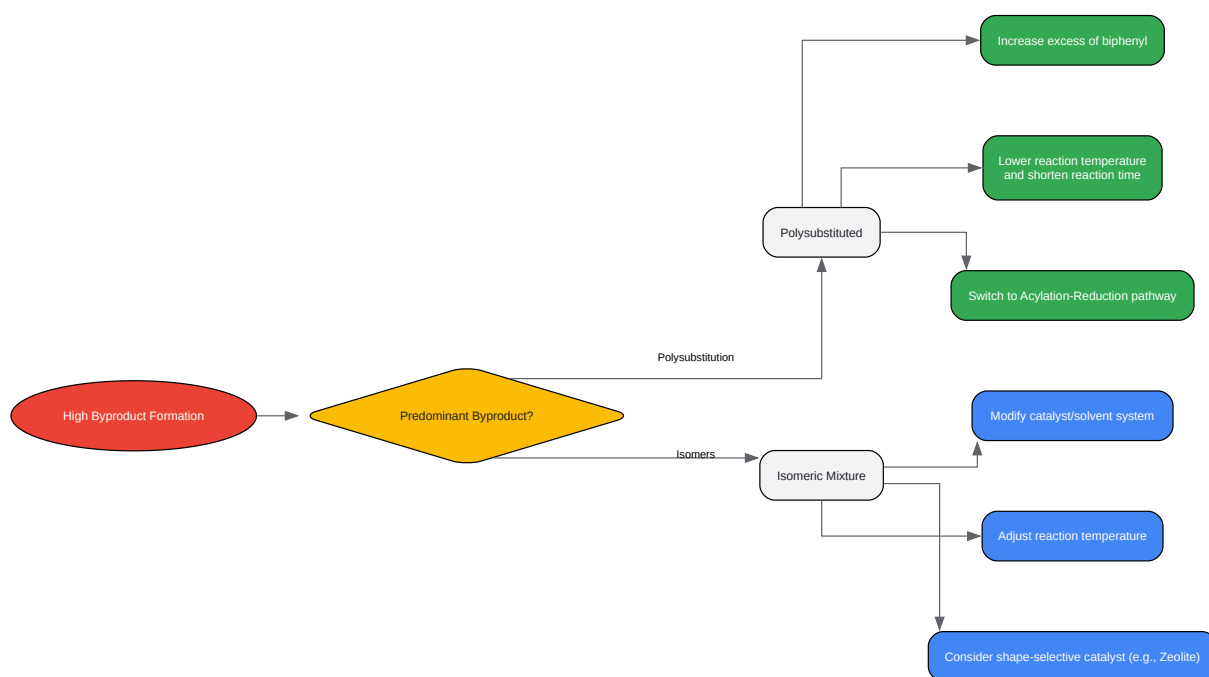 Increase excess of biphenyl
Lower reaction temperature
and shorten reaction time
Polysubstituted
Switch to Acylation-Reduction pathway
Polysubstitution
High Byproduct Formation
Predominant Byproduct?
Modify catalyst/solvent system
Isomers
Isomeric Mixture
Adjust reaction temperature
Consider shape-selective catalyst (e.g., Zeolite)